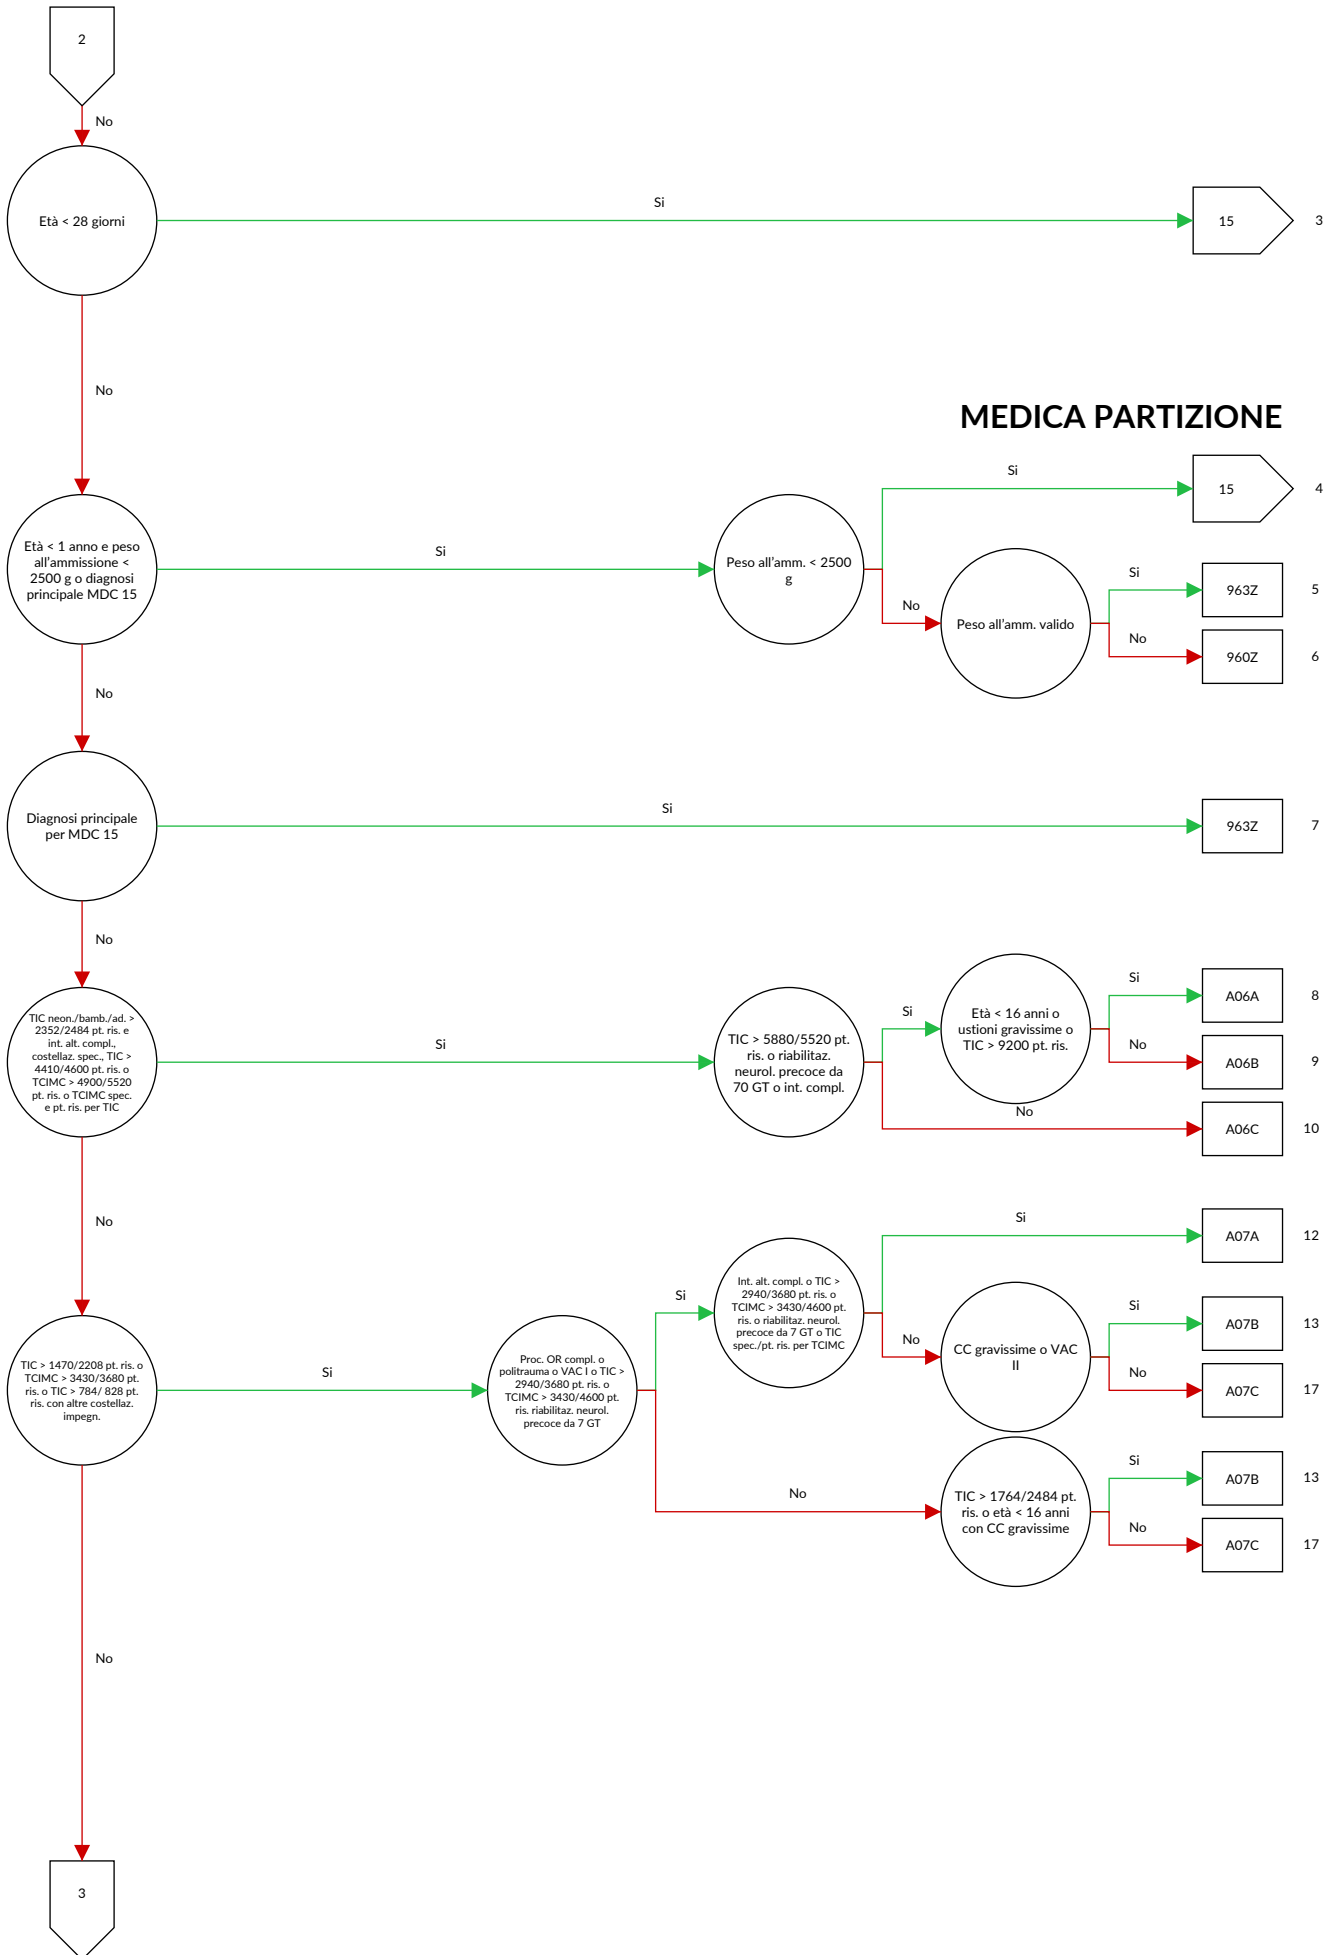 2
No
Età < 28 giorni
Si
15
3
No
MEDICA PARTIZIONE
Si
15
4
Età < 1 anno e peso
all'ammissione <
2500 g o diagnosi
principale MDC 15
Si
Peso all'amm. < 2500
g
No
Peso all'amm. valido
Si
963Z
5
No
960Z
6
No
Diagnosi principale
per MDC 15
Si
963Z
7
No
TIC neon./bamb./ad. >
2352/2484 pt. ris. e
int. alt. compl.,
costellaz. spec., TIC >
4410/4600 pt. ris. o
TCIMC > 4900/5520
pt. ris. o TCIMC spec.
e pt. ris. per TIC
Si
TIC > 5880/5520 pt.
ris. o riabilitaz.
neurol. precoce da
70 GT o int. compl.
Si
Età < 16 anni o
ustioni gravissime o
TIC > 9200 pt. ris.
Si
A06A
8
No
A06B
9
No
A06C
10
No
TIC > 1470/2208 pt. ris. o
TCIMC > 3430/3680 pt.
ris. o TIC > 784/ 828 pt.
ris. con altre costellaz.
impegn.
Si
Proc. OR compl. o
politrauma o VAC I o TIC >
2940/3680 pt. ris. o
TCIMC > 3430/4600 pt.
ris. riabilitaz. neurol.
precoce da 7 GT
Si
Int. alt. compl. o TIC >
2940/3680 pt. ris. o
TCIMC > 3430/4600 pt.
ris. o riabilitaz. neurol.
precoce da 7 GT o TIC
spec./pt. ris. per TCIMC
Si
A07A
12
No
CC gravissime o VAC
II
Si
A07B
13
No
A07C
17
No
TIC > 1764/2484 pt.
ris. o età < 16 anni
con CC gravissime
Si
A07B
13
No
A07C
17
No
3